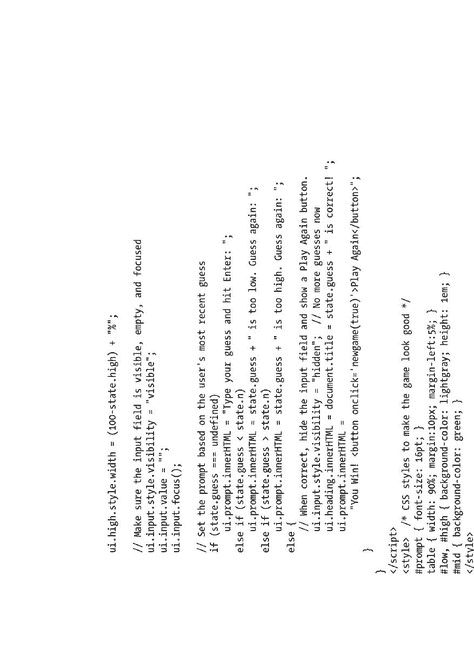 ui.high.style.width = (100-state.high) + "%";
// Make sure the input field is visible, empty, and focused
ui.input.style.visibility = "visible";
ui.input.value = "";
ui.input.focus();
// Set the prompt based on the user's most recent guess
if (state.guess === undefined)
ui.prompt.innerHTML = "Type your guess and hit Enter: ";
else if (state.guess < state.n)
ui.prompt.innerHTML = state.guess + " is too low. Guess again: ";
else if (state.guess > state.n)
ui.prompt.innerHTML = state.guess + " is too high. Guess again: ";
else {
// When correct, hide the input field and show a Play Again button.
ui.input.style.visibility = "hidden";  // No more guesses now
ui.heading.innerHTML = document.title = state.guess + " is correct! ";
ui.prompt.innerHTML =
"You Win! <button onclick='newgame(true)'>Play Again</button>";
}
}
</script>
<style>  /* CSS styles to make the game look good */
#prompt { font-size: 16pt; }
table { width: 90%; margin:10px; margin-left:5%; }
#low, #high { background-color: lightgray; height: 1em; }
#mid { background-color: green; }
</style>